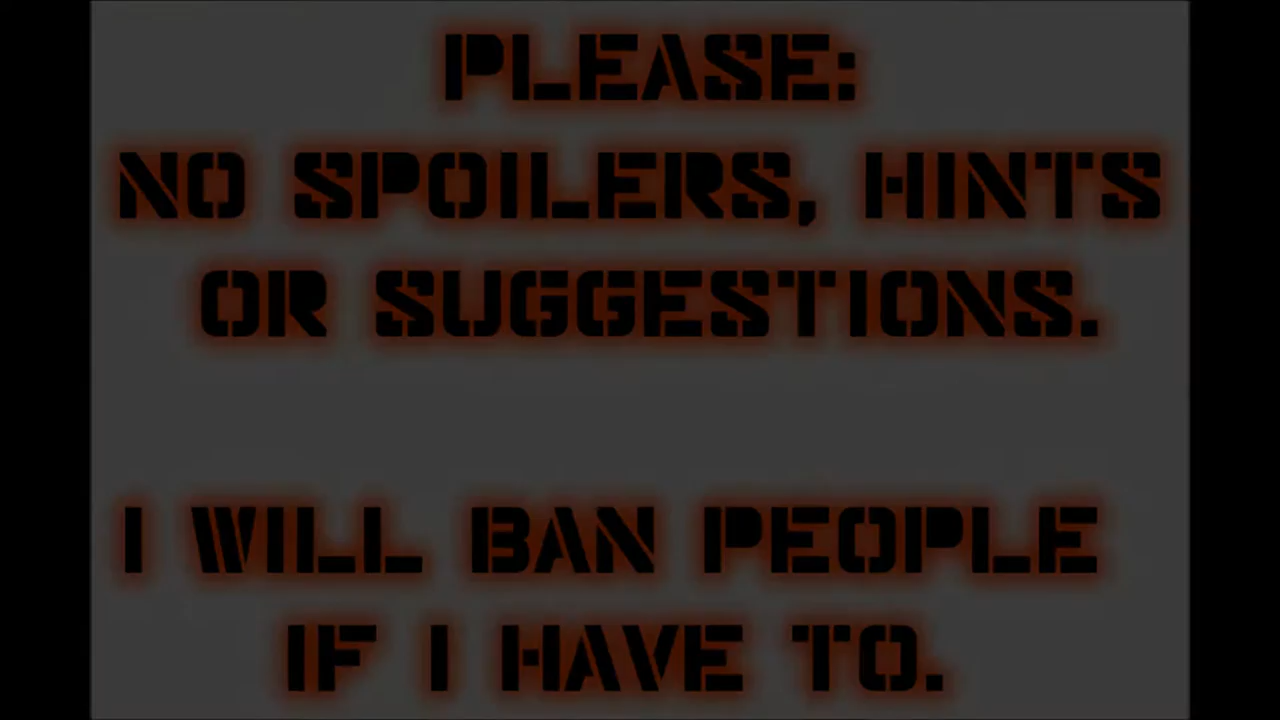 PLEASE:
NO SPOILERS, HINTS
OR SUGGESTIONS.
I WILL BAN PEOPLE
IF I HAVE TO.